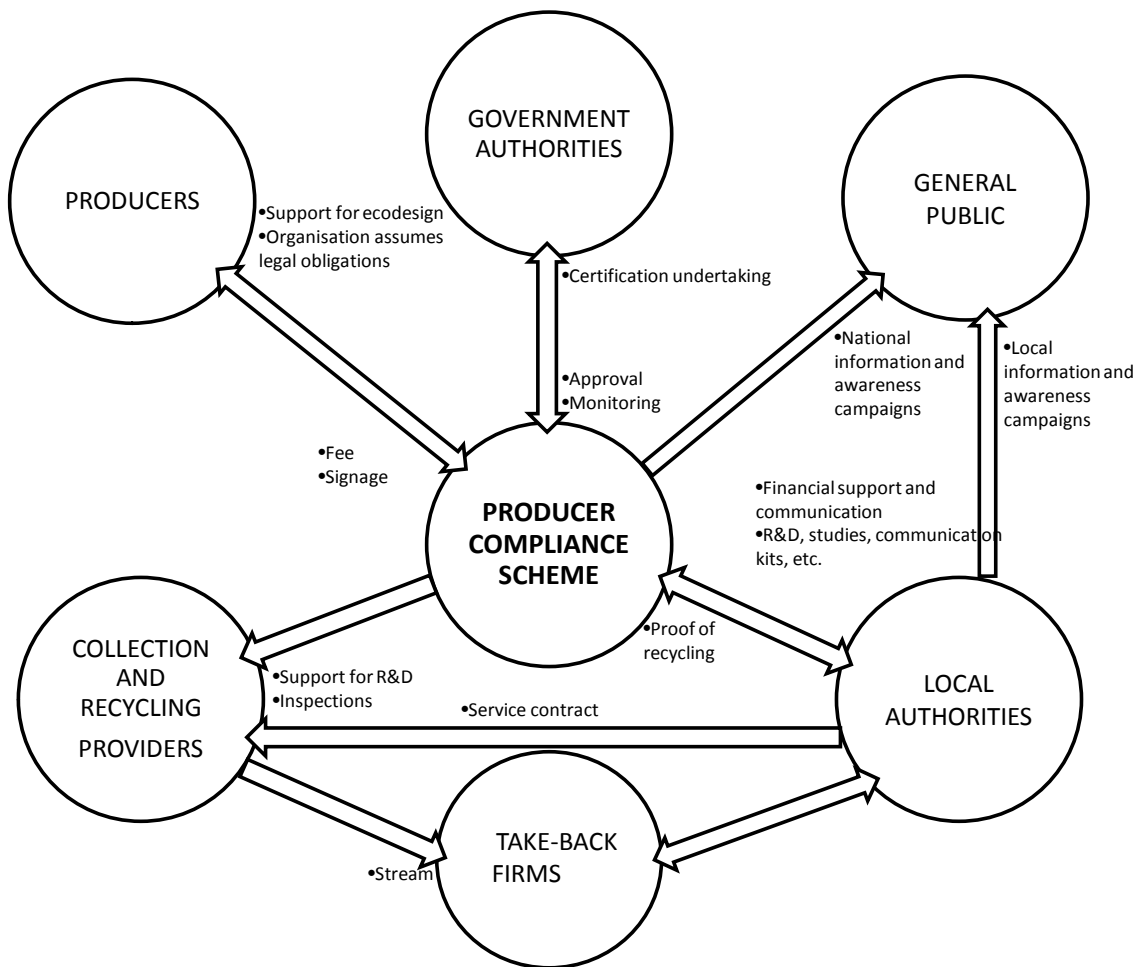 GOVERNMENT
AUTHORITIES
PRODUCERS
GENERAL
PUBLIC
•Support for ecodesign
•Organisation assumes
legal obligations
•Certification undertaking
•National
information and
awareness
campaigns
•Local
information and
awareness
campaigns
•Approval
•Monitoring
•Fee
•Signage
PRODUCER
COMPLIANCE
SCHEME
•Financial support and
communication
•R&D, studies, communication
kits, etc.
•Proof of
recycling
COLLECTION
AND
RECYCLING
PROVIDERS
•Support for R&D
•Inspections
•Service contract
LOCAL
AUTHORITIES
TAKE-BACK
FIRMS
•Stream